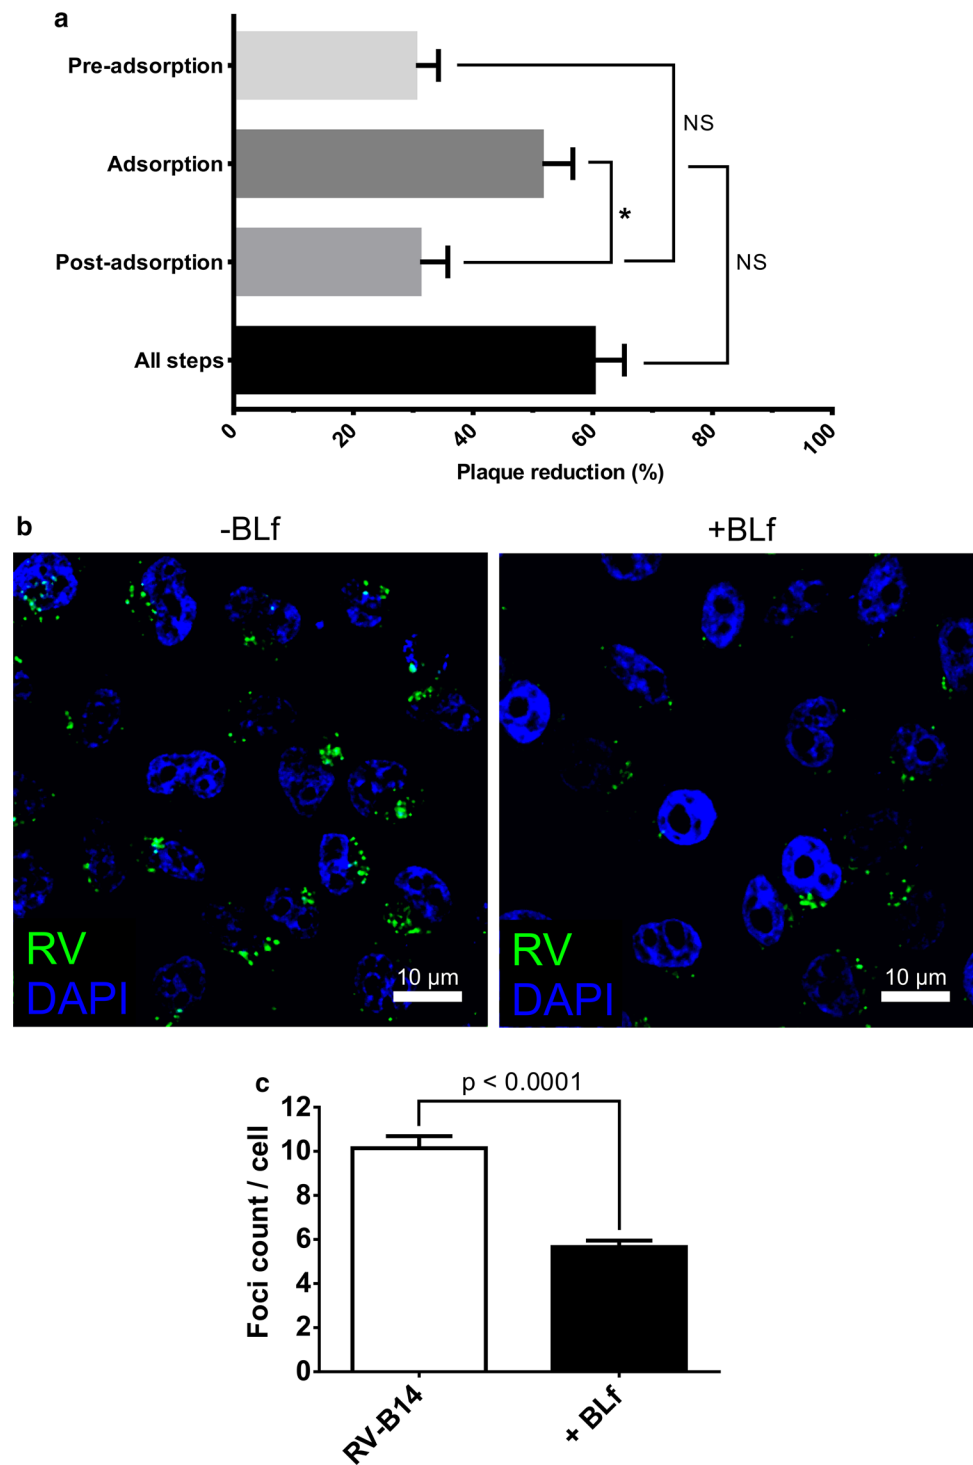 a
Pre-adsorption
Adsorption
Post-adsorption
All steps
NS
*
NS
0 20 40 60 80 100
Plaque reduction (%)
b
-BLf +BLf
RV
DAPI
10 µm
RV
DAPI
10 µm
c
p < 0.0001
Foci count / cell
12
10
8
6
4
2
0
RV-B14 + BLf